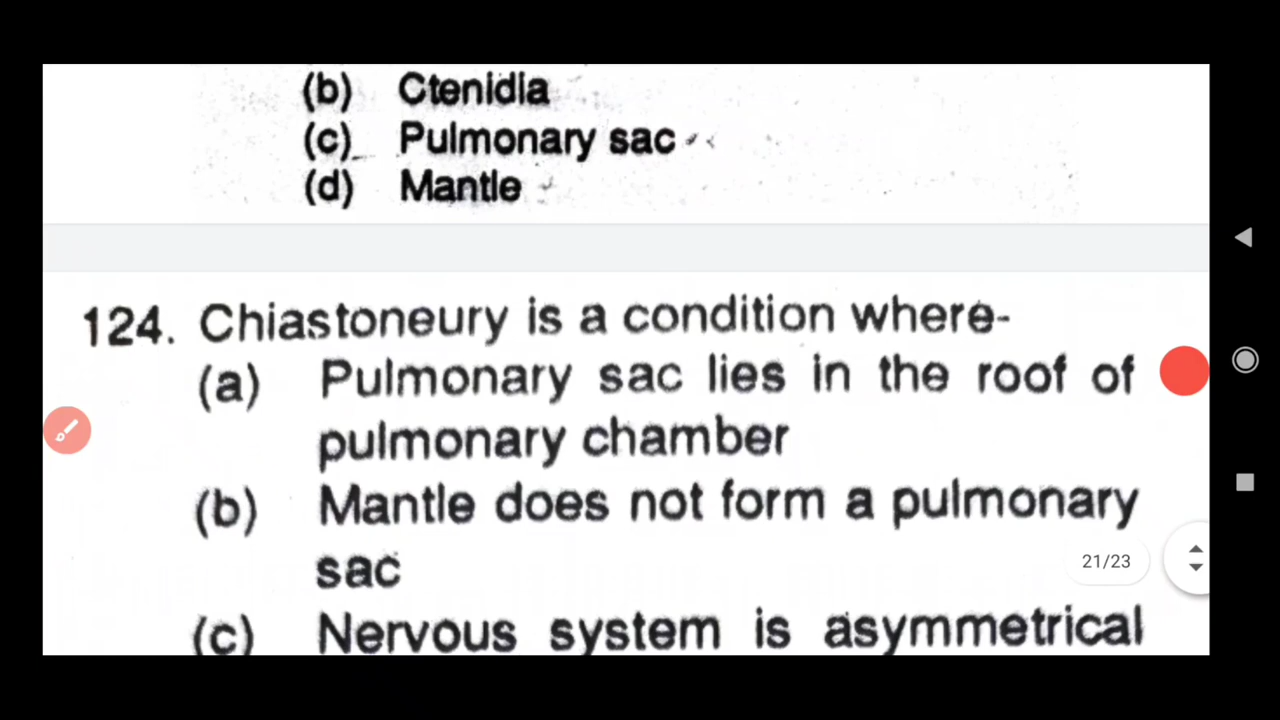 (b) Ctenidia
(c) Pulmonary sac
(d) Mantle
124. Chiastoneury is a condition where-
(a) Pulmonary sac lies in the roof of
pulmonary chamber
(b) Mantle does not form a pulmonary
sac
21/23
(c) Nervous system is asymmetrical